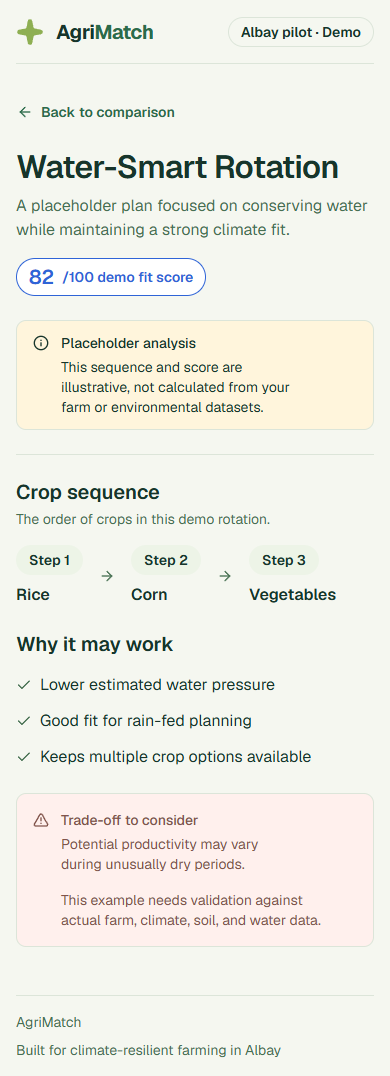 AgriMatch
Albay pilot · Demo
Back to comparison
Water-Smart Rotation
A placeholder plan focused on conserving water
while maintaining a strong climate fit.
82 /100 demo fit score
Placeholder analysis
This sequence and score are
illustrative, not calculated from your
farm or environmental datasets.
Crop sequence
The order of crops in this demo rotation.
Step 1
Rice
Step 2
Corn
Step 3
Vegetables
Why it may work
Lower estimated water pressure
Good fit for rain-fed planning
Keeps multiple crop options available
Trade-off to consider
Potential productivity may vary
during unusually dry periods.
This example needs validation against
actual farm, climate, soil, and water data.
AgriMatch
Built for climate-resilient farming in Albay